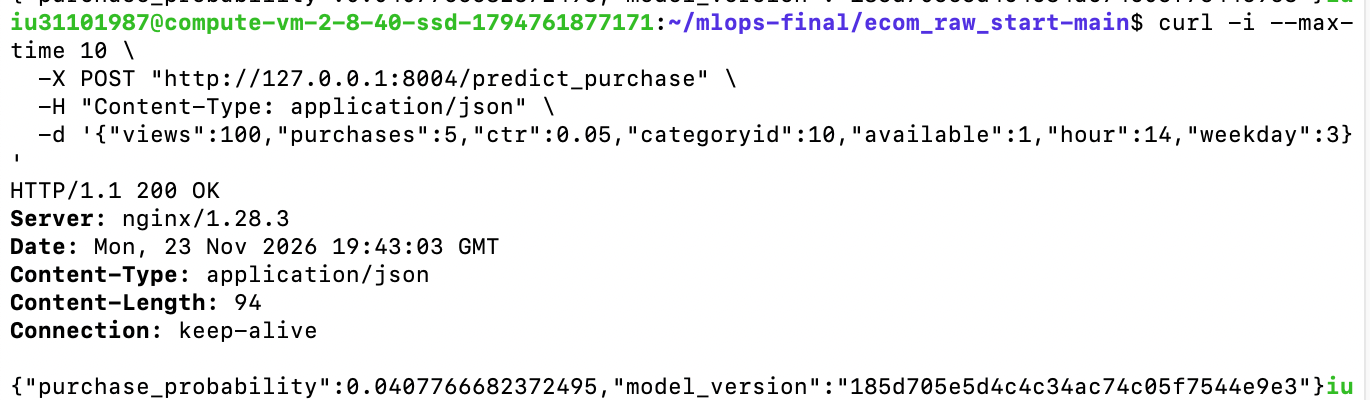 iu31101987@compute-vm-2-8-40-ssd-1794761877171:~/mlops-final/ecom_raw_start-main$ curl -i --max-
time 10 \
  -X POST "http://127.0.0.1:8004/predict_purchase" \
  -H "Content-Type: application/json" \
  -d '{"views":100,"purchases":5,"ctr":0.05,"categoryid":10,"available":1,"hour":14,"weekday":3}
'
HTTP/1.1 200 OK
Server: nginx/1.28.3
Date: Mon, 23 Nov 2026 19:43:03 GMT
Content-Type: application/json
Content-Length: 94
Connection: keep-alive

{"purchase_probability":0.0407766682372495,"model_version":"185d705e5d4c4c34ac74c05f7544e9e3"}iu